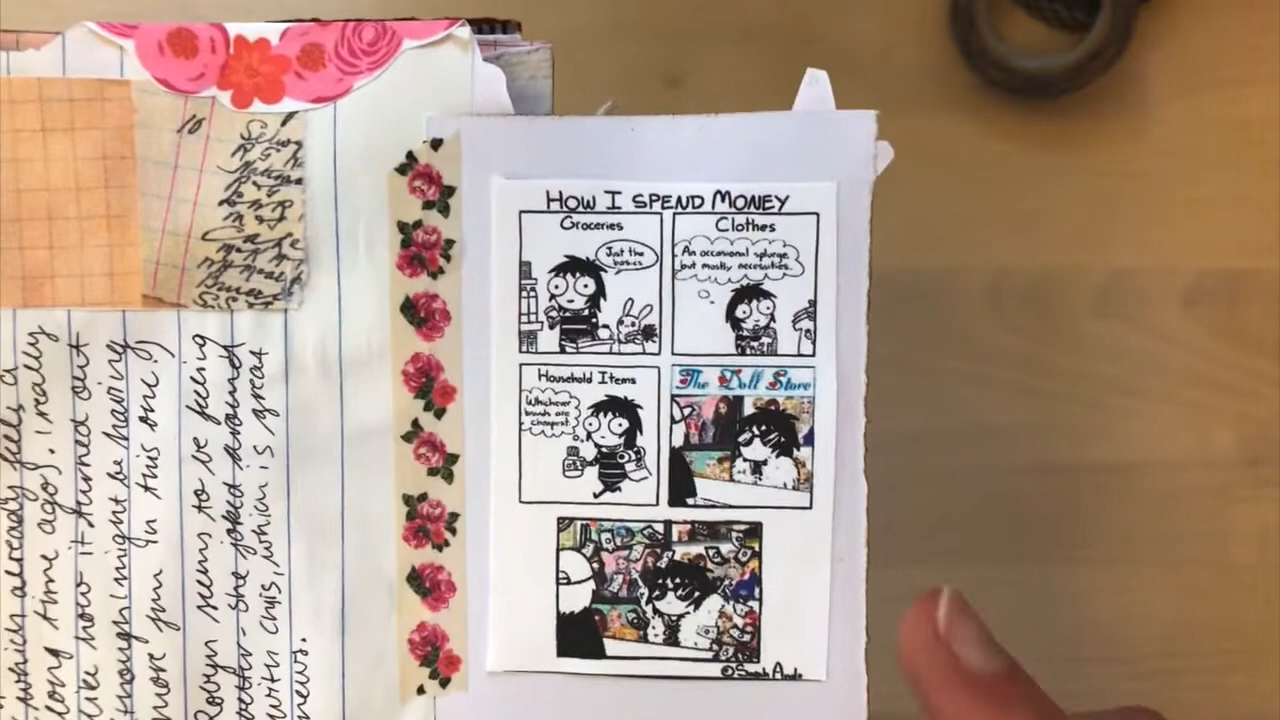 10
which already feels a
long time ago. I really
like how it turned out
(though I might be having
more fun in this one!)
Robyn seems to be feeling
better - she joked around
with Chris, which is great
news.
HOW I SPEND MONEY
Groceries
Just the
basics
Clothes
An occasional splurge,
but mostly necessities.
Household Items
Whichever
brands are
cheapest.
The Doll Store
©Sarah Ande